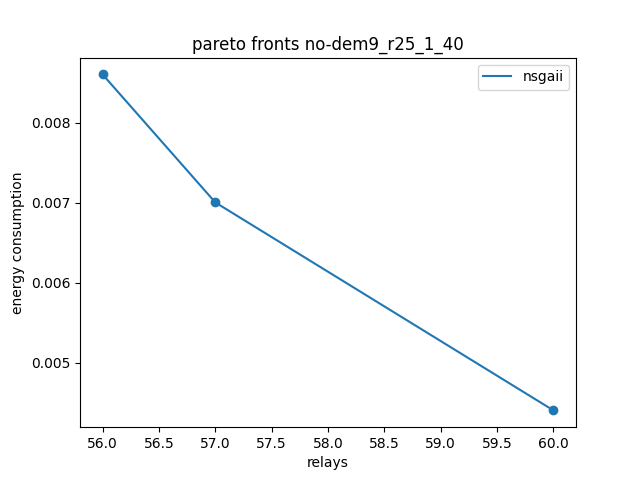 pareto fronts no-dem9_r25_1_40
nsgaii
0.008
0.007
0.006
0.005
energy consumption
56.0 56.5 57.0 57.5 58.0 58.5 59.0 59.5 60.0
relays